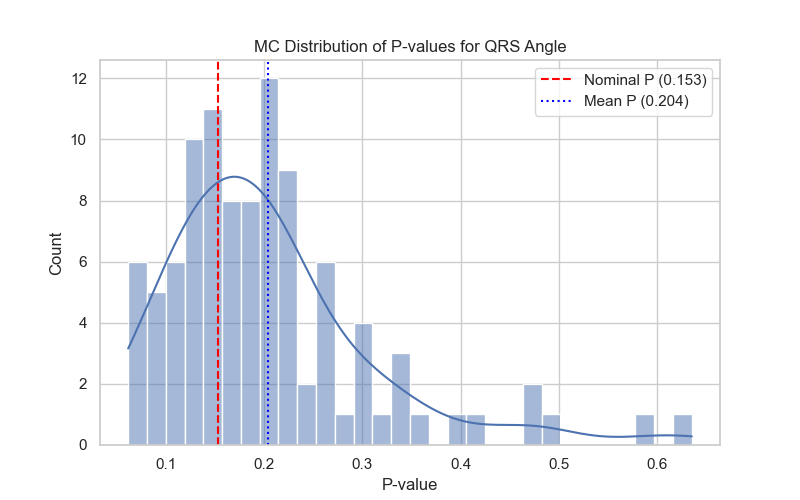 MC Distribution of P-values for QRS Angle
Nominal P (0.153)
Mean P (0.204)
12
10
8
6
4
2
0
Count
0.1 0.2 0.3 0.4 0.5 0.6
P-value